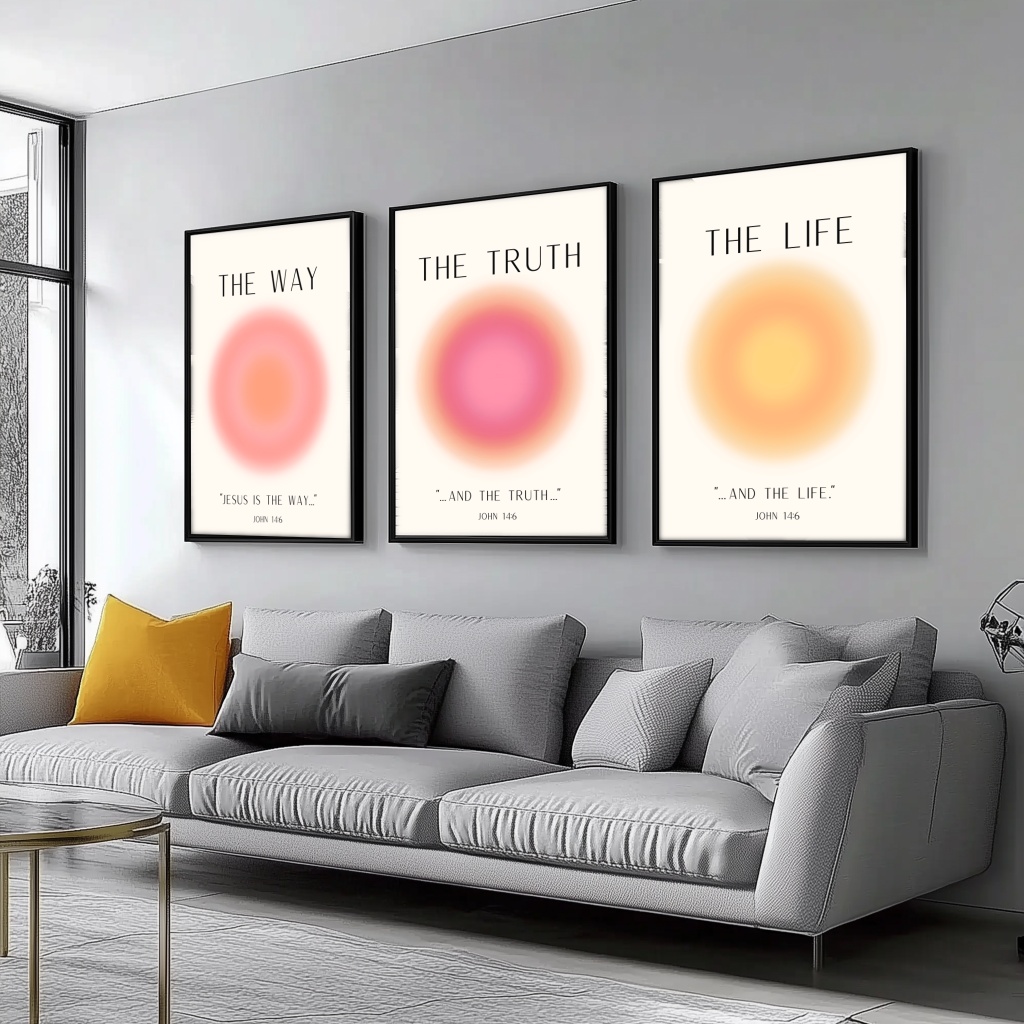 THE WAY
"JESUS IS THE WAY..."
JOHN 14:6
THE TRUTH
"...AND THE TRUTH..."
JOHN 14:6
THE LIFE
"...AND THE LIFE."
JOHN 14:6